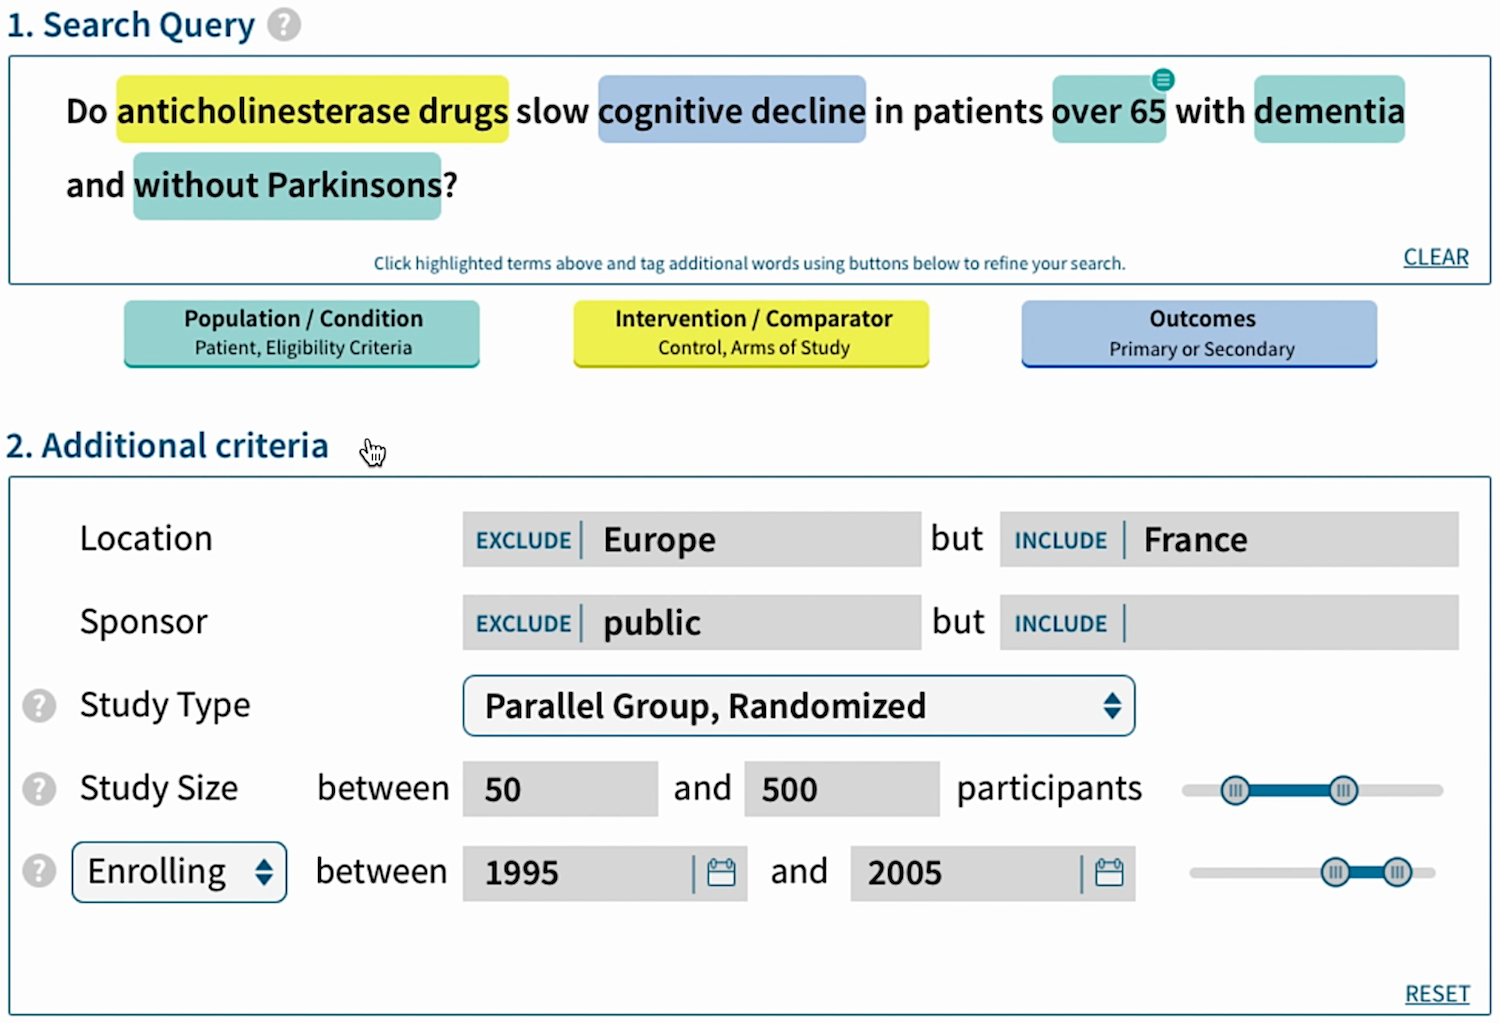 1. Search Query ?
Do anticholinesterase drugs slow cognitive decline in patients over 65 with dementia
and without Parkinsons?
Click highlighted terms above and tag additional words using buttons below to refine your search.
CLEAR
Population / Condition
Patient, Eligibility Criteria
Intervention / Comparator
Control, Arms of Study
Outcomes
Primary or Secondary
2. Additional criteria
Location EXCLUDE Europe but INCLUDE France
Sponsor EXCLUDE public but INCLUDE
? Study Type Parallel Group, Randomized
? Study Size between 50 and 500 participants
? Enrolling between 1995 and 2005
RESET